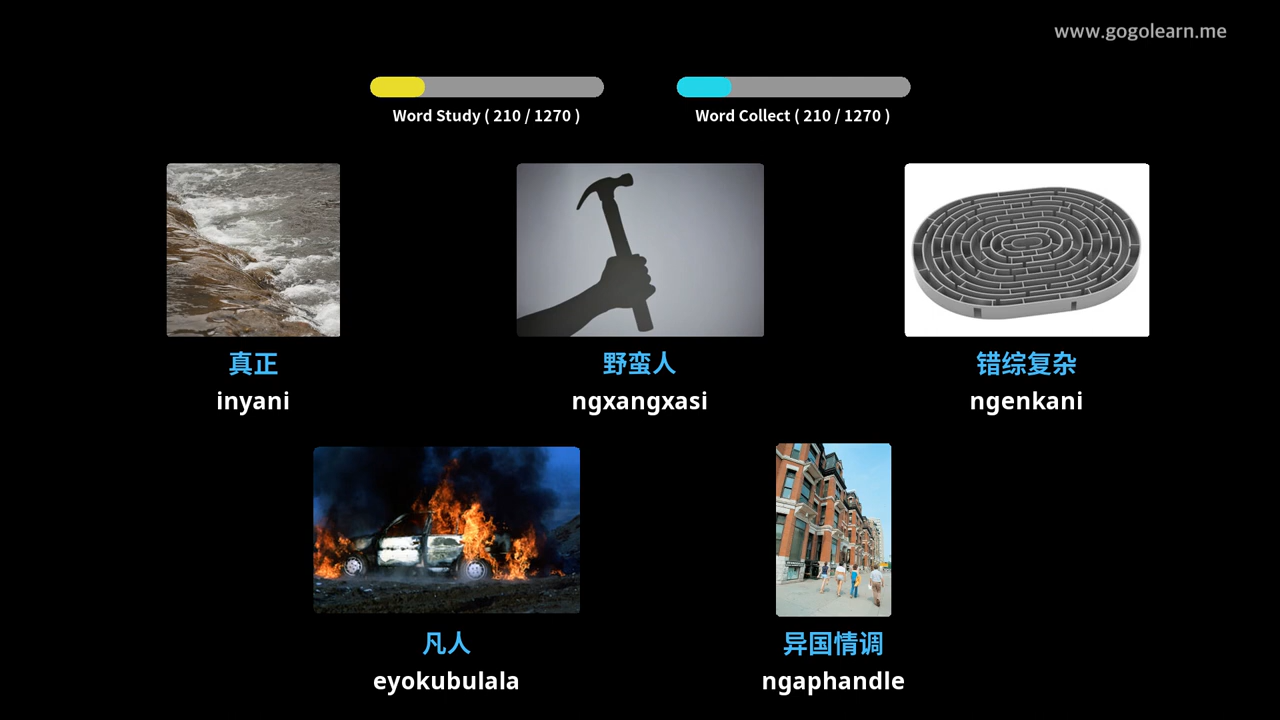 www.gogolearn.me
Word Study ( 210 / 1270 )
Word Collect ( 210 / 1270 )
真正
inyani
野蛮人
ngxangxasi
错综复杂
ngenkani
凡人
eyokubulala
异国情调
ngaphandle